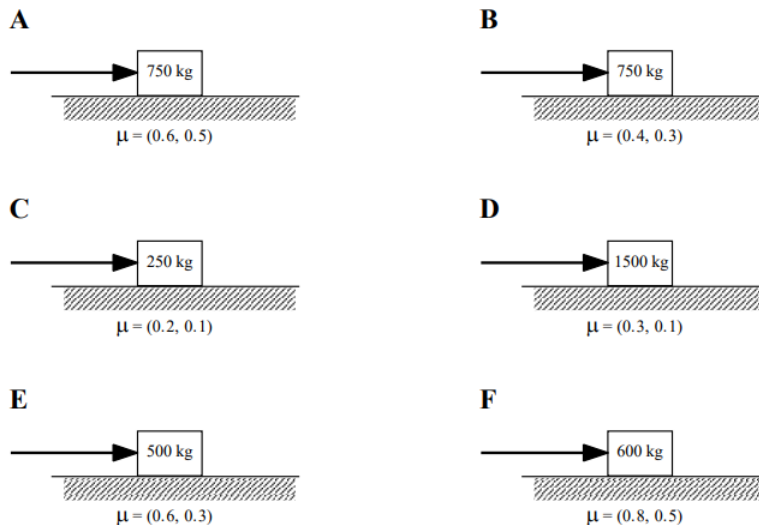 A
B
750 kg
750 kg
μ = (0.6, 0.5)
μ = (0.4, 0.3)
C
D
250 kg
1500 kg
μ = (0.2, 0.1)
μ = (0.3, 0.1)
E
F
500 kg
600 kg
μ = (0.6, 0.3)
μ = (0.8, 0.5)